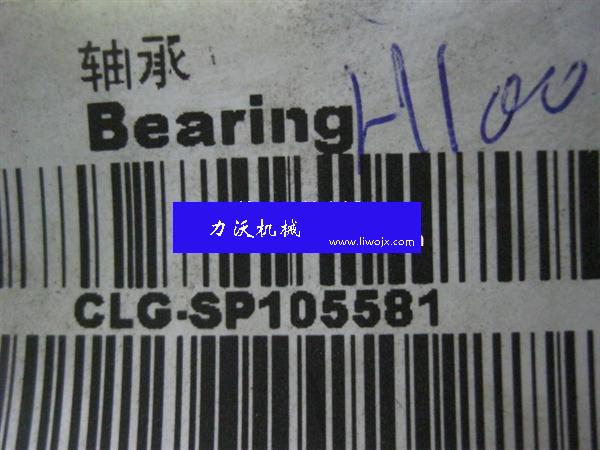 轴承
Bearing
H100
力沃机械
www.liwojx.com
CLG-SP105581